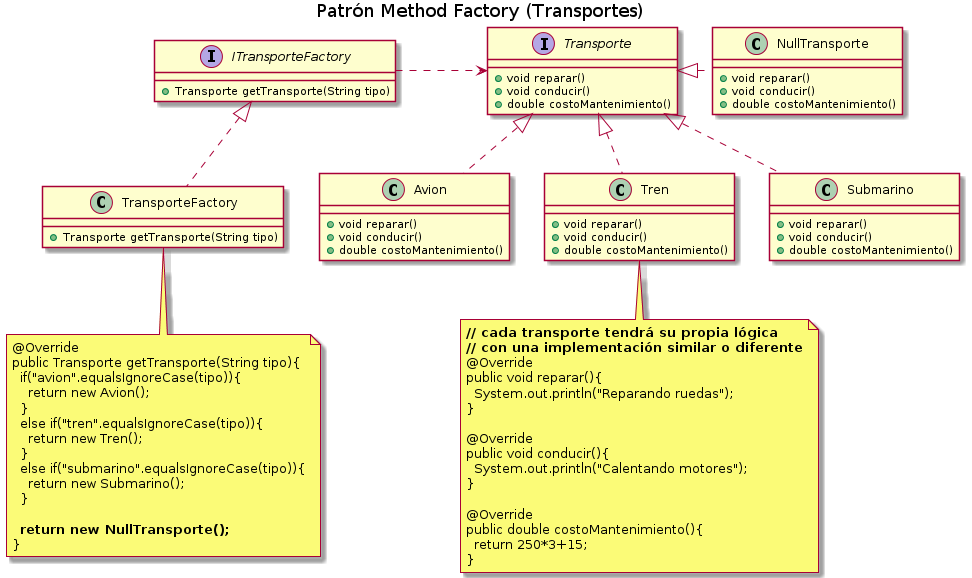 Patrón Method Factory (Transportes)
I ITransporteFactory
Transporte getTransporte(String tipo)
I Transporte
void reparar()
void conducir()
double costoMantenimiento()
C NullTransporte
void reparar()
void conducir()
double costoMantenimiento()
C TransporteFactory
Transporte getTransporte(String tipo)
C Avion
void reparar()
void conducir()
double costoMantenimiento()
C Tren
void reparar()
void conducir()
double costoMantenimiento()
C Submarino
void reparar()
void conducir()
double costoMantenimiento()
@Override
public Transporte getTransporte(String tipo){
  if("avion".equalsIgnoreCase(tipo)){
    return new Avion();
  }
  else if("tren".equalsIgnoreCase(tipo)){
    return new Tren();
  }
  else if("submarino".equalsIgnoreCase(tipo)){
    return new Submarino();
  }
  return new NullTransporte();
}
// cada transporte tendrá su propia lógica
// con una implementación similar o diferente
@Override
public void reparar(){
  System.out.println("Reparando ruedas");
}
@Override
public void conducir(){
  System.out.println("Calentando motores");
}
@Override
public double costoMantenimiento(){
  return 250*3+15;
}